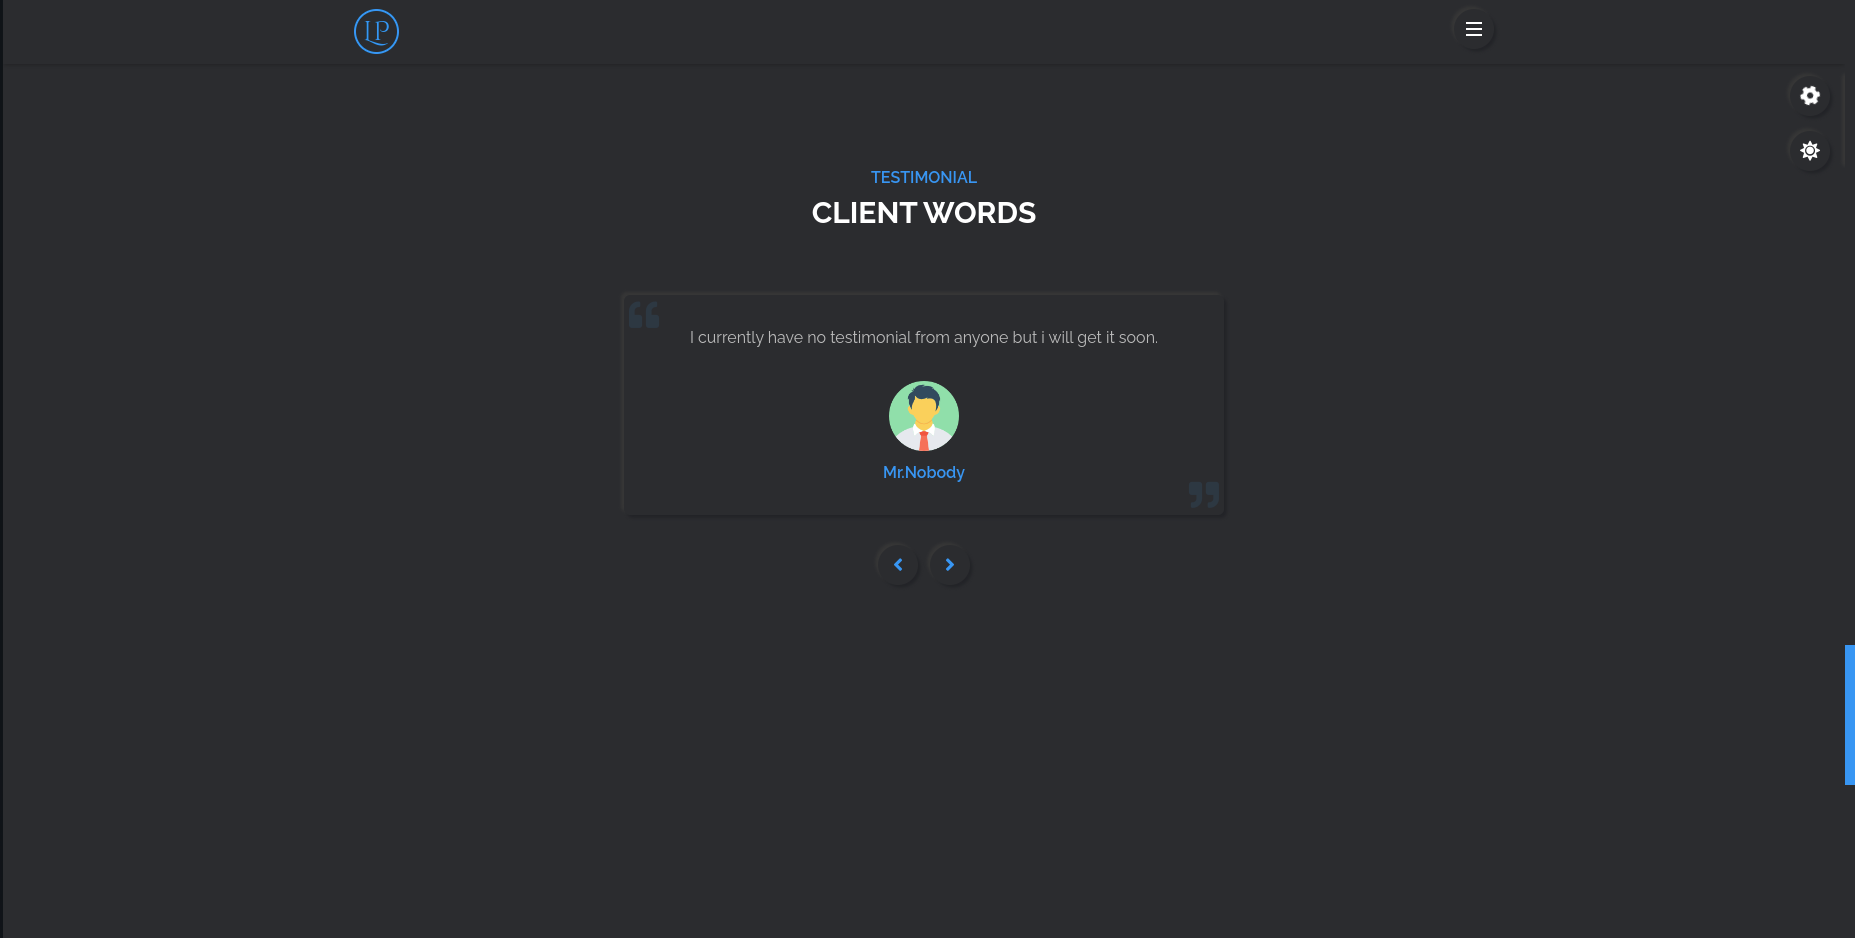 LP
TESTIMONIAL
CLIENT WORDS
I currently have no testimonial from anyone but i will get it soon.
Mr.Nobody